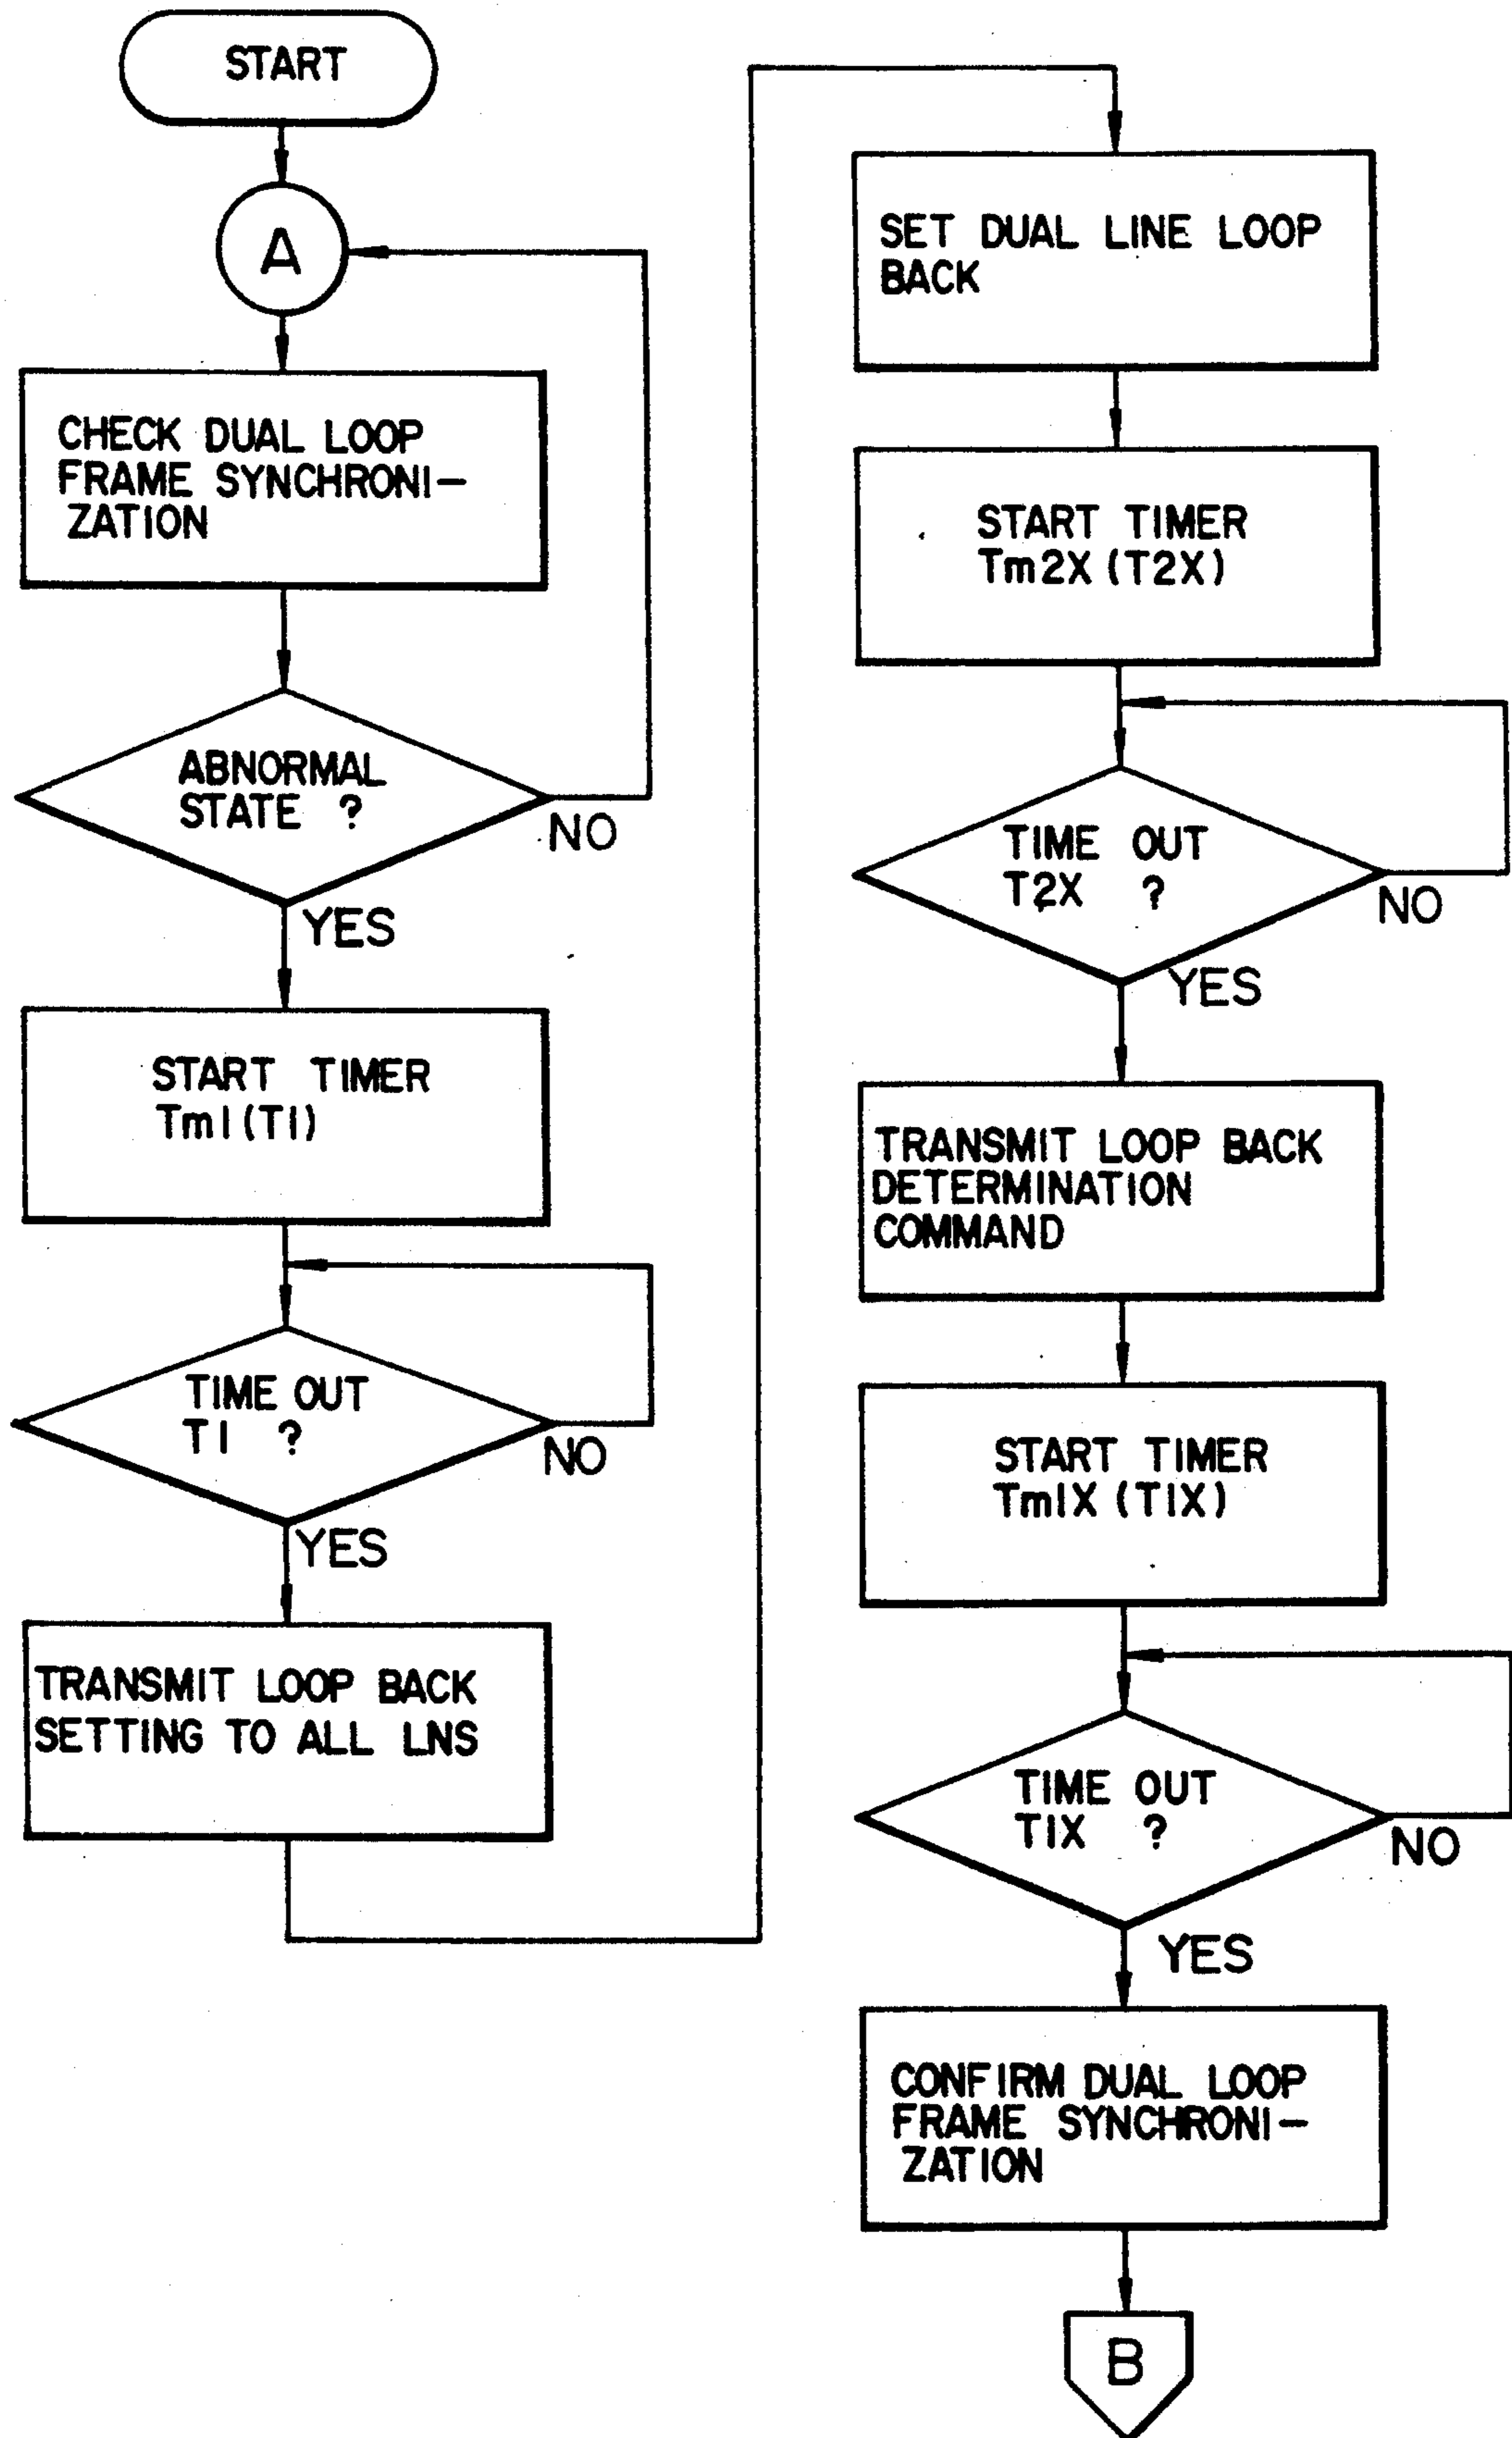 START
A
CHECK DUAL LOOP
FRAME SYNCHRONI-
ZATION
ABNORMAL
STATE ?
NO
YES
START TIMER
Tm1(T1)
TIME OUT
T1 ?
NO
YES
TRANSMIT LOOP BACK
SETTING TO ALL LNS
SET DUAL LINE LOOP
BACK
START TIMER
Tm2X (T2X)
TIME OUT
T2X ?
NO
YES
TRANSMIT LOOP BACK
DETERMINATION
COMMAND
START TIMER
Tm1X (T1X)
TIME OUT
T1X ?
NO
YES
CONFIRM DUAL LOOP
FRAME SYNCHRONI-
ZATION
B